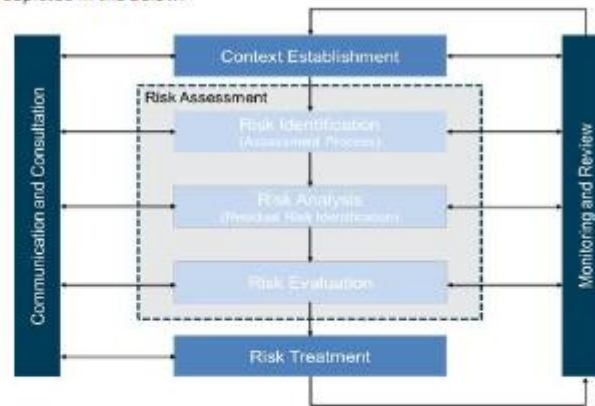 Context Establishment
Risk Assessment
Risk Identification
(Assessment Process)
Risk Analysis
(Residual Risk Identification)
Risk Evaluation
Risk Treatment
Communication and Consultation
Monitoring and Review